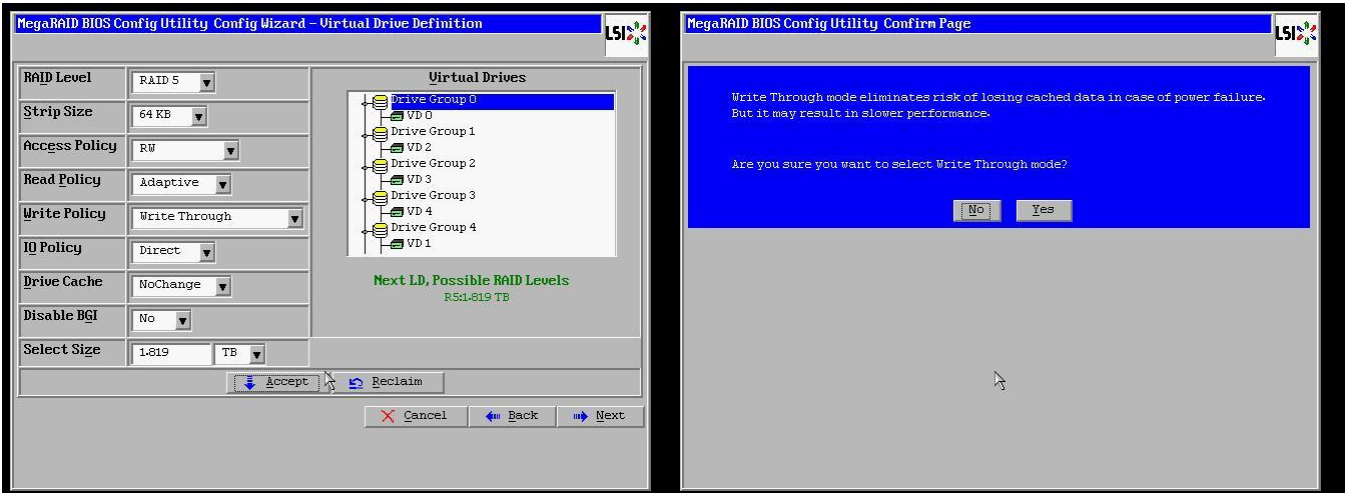 MegaRAID BIOS Config Utility Config Wizard - Virtual Drive Definition
LSI
RAID Level
RAID 5
Strip Size
64 KB
Access Policy
RW
Read Policy
Adaptive
Write Policy
Write Through
IO Policy
Direct
Drive Cache
NoChange
Disable BGI
No
Select Size
1.819
TB
Virtual Drives
Drive Group 0
VD 0
Drive Group 1
VD 2
Drive Group 2
VD 3
Drive Group 3
VD 4
Drive Group 4
VD 1
Next LD, Possible RAID Levels
R5:1.819 TB
Accept
Reclaim
Cancel
Back
Next
MegaRAID BIOS Config Utility Confirm Page
LSI
Write Through mode eliminates risk of losing cached data in case of power failure.
But it may result in slower performance.
Are you sure you want to select Write Through mode?
No
Yes